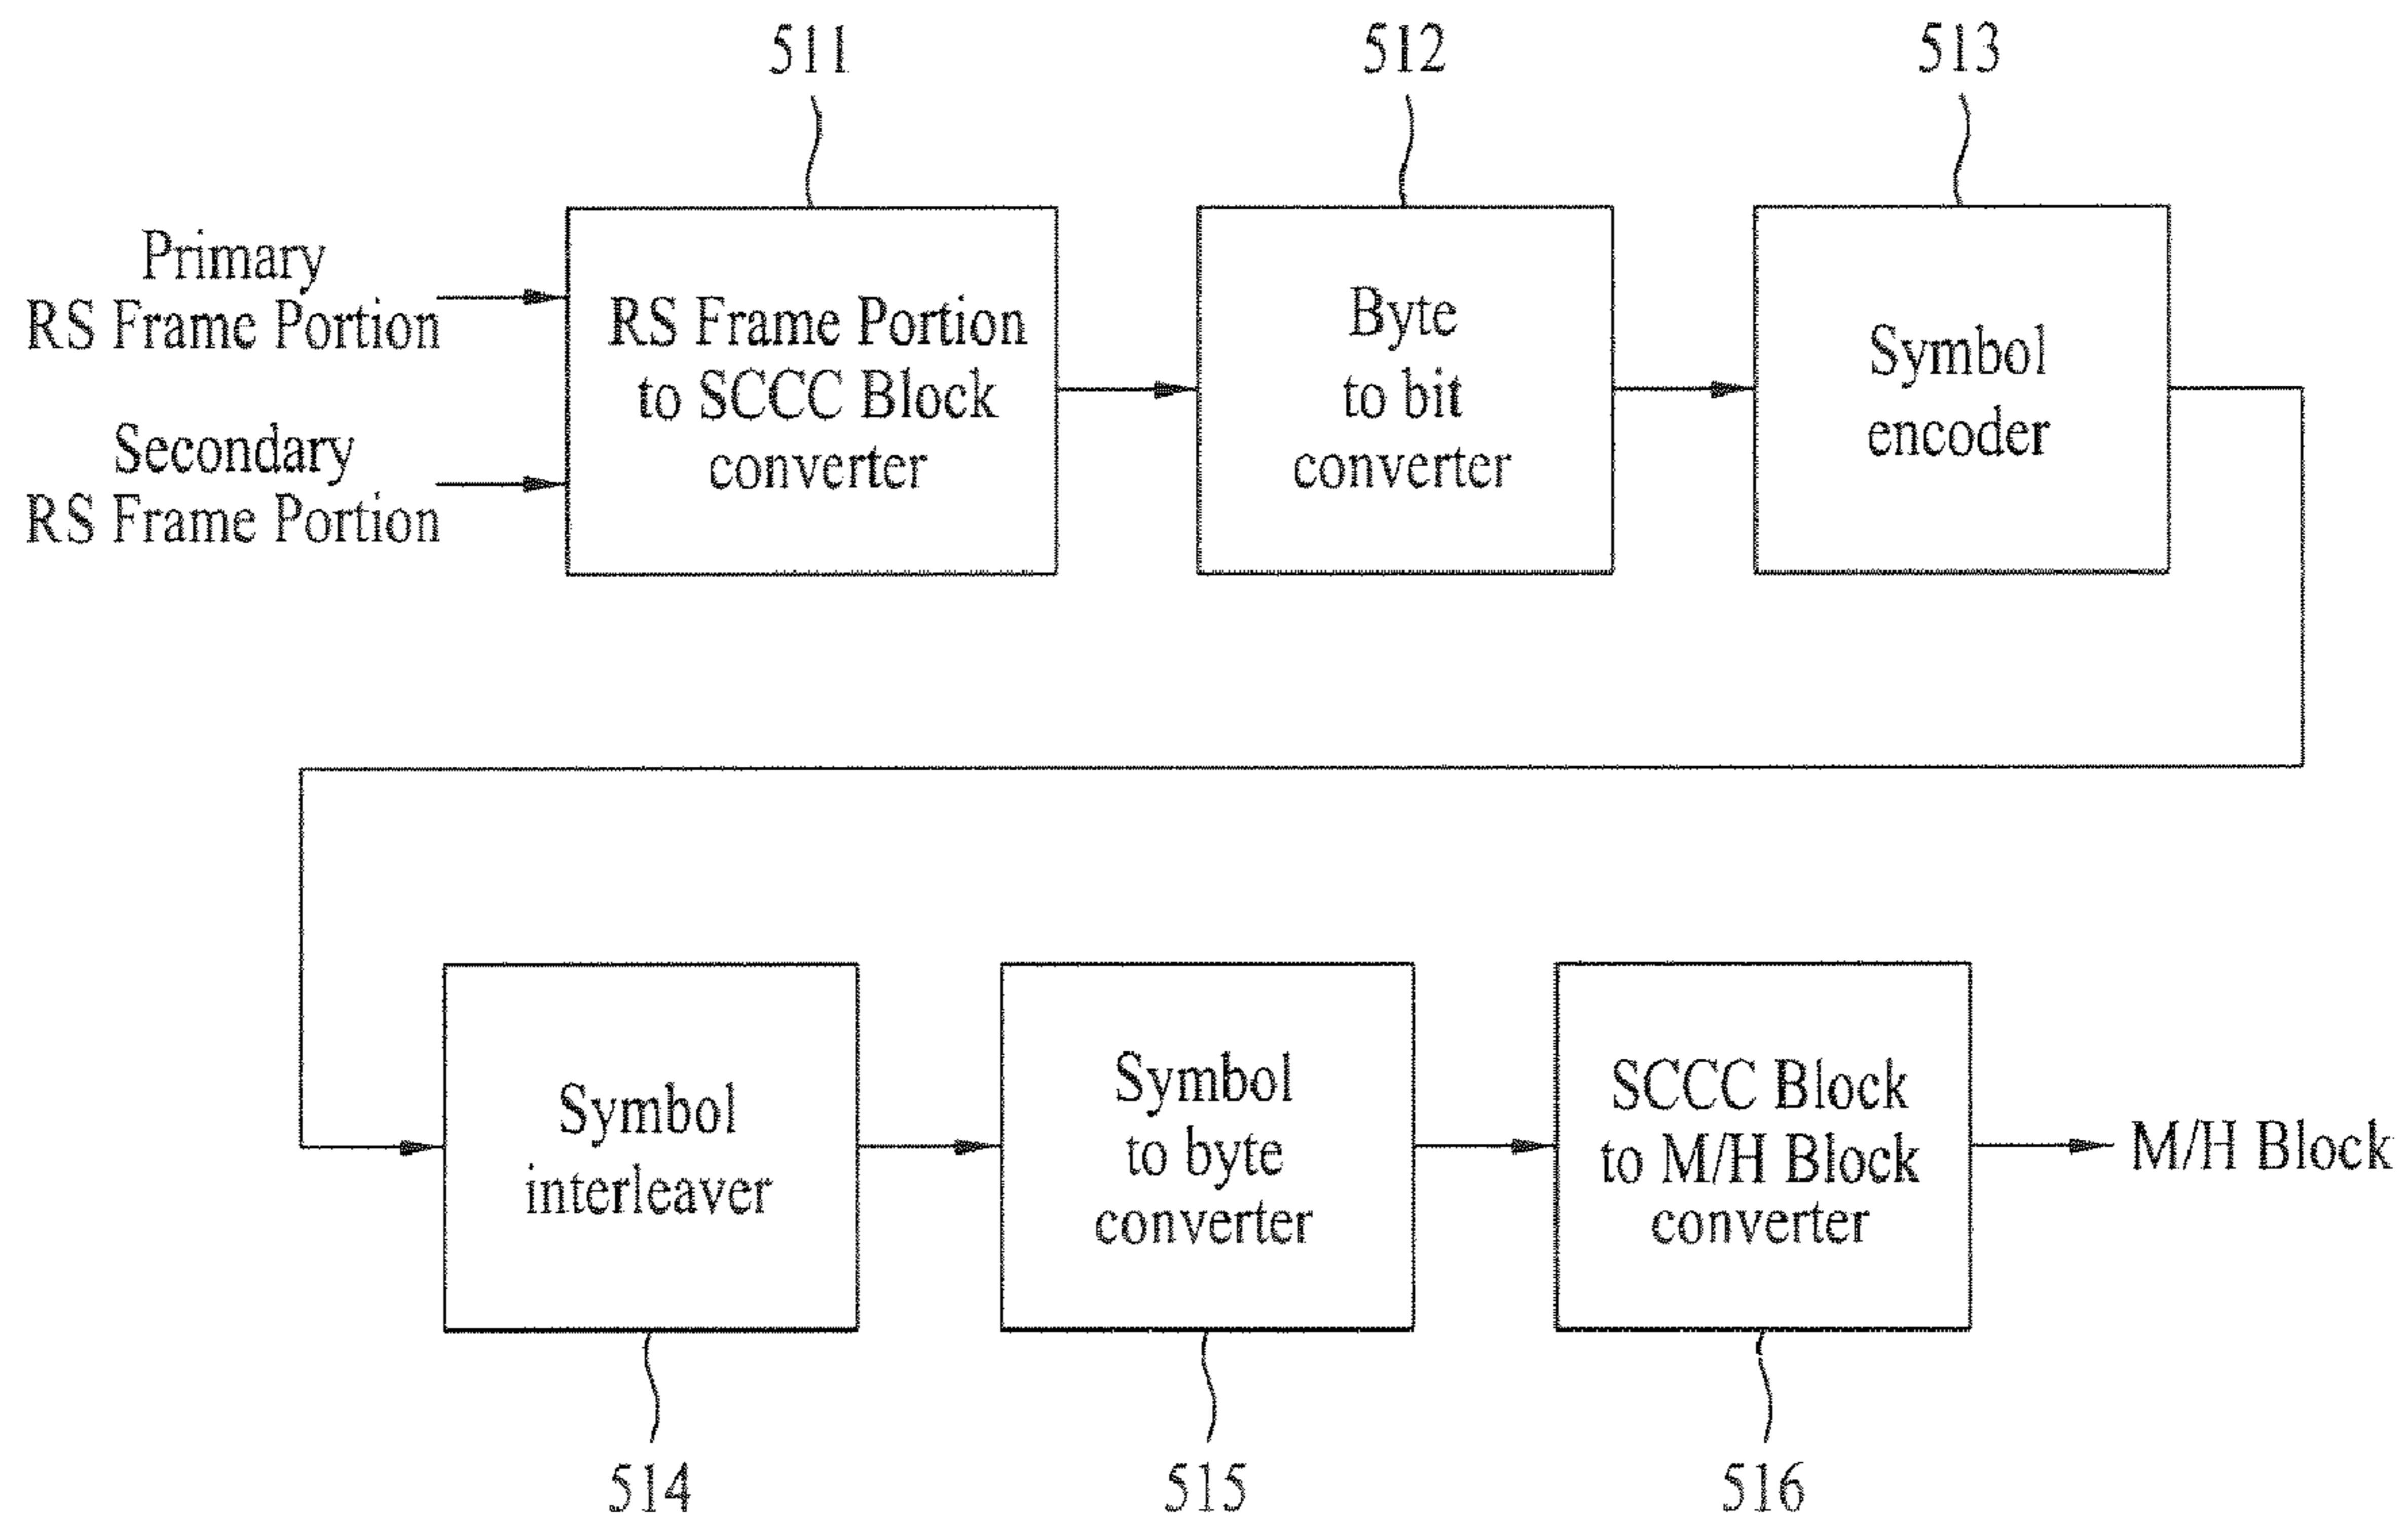 511
512
513
Primary
RS Frame Portion
Secondary
RS Frame Portion
RS Frame Portion
to SCCC Block
converter
Byte
to bit
converter
Symbol
encoder
Symbol
interleaver
Symbol
to byte
converter
SCCC Block
to M/H Block
converter
M/H Block
514
515
516